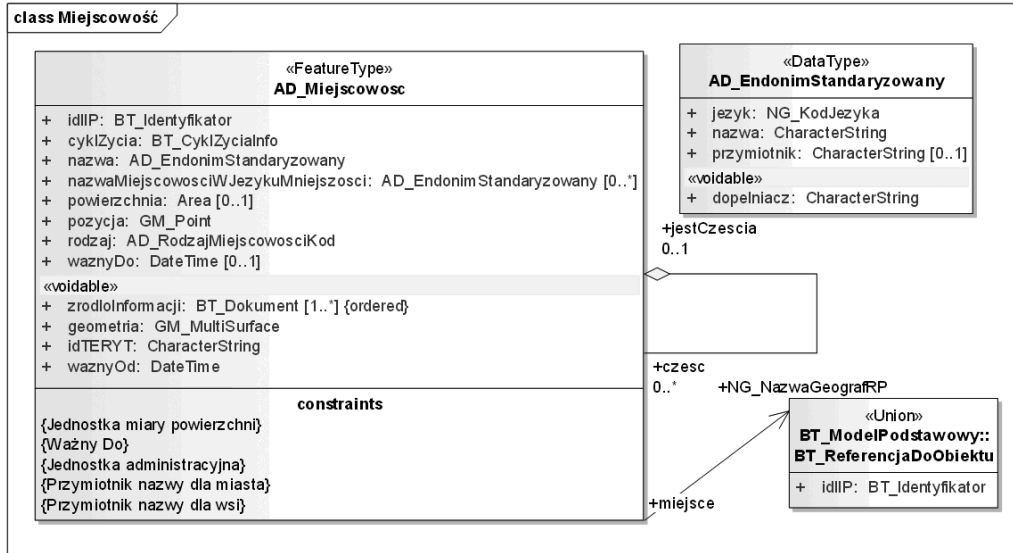 class Miejscowość
«FeatureType»
AD_Miejscowosc
+ idIIP: BT_Identyfikator
+ cyklZycia: BT_CyklZyciaInfo
+ nazwa: AD_EndonimStandaryzowany
+ nazwaMiejscowosciWJezykuMniejszosci: AD_EndonimStandaryzowany [0..*]
+ powierzchnia: Area [0..1]
+ pozycja: GM_Point
+ rodzaj: AD_RodzajMiejscowosciKod
+ waznyDo: DateTime [0..1]
«voidable»
+ zrodloInformacji: BT_Dokument [1..*] {ordered}
+ geometria: GM_MultiSurface
+ idTERYT: CharacterString
+ waznyOd: DateTime
constraints
{Jednostka miary powierzchni}
{Ważny Do}
{Jednostka administracyjna}
{Przymiotnik nazwy dla miasta}
{Przymiotnik nazwy dla wsi}
«DataType»
AD_EndonimStandaryzowany
+ jezyk: NG_KodJezyka
+ nazwa: CharacterString
+ przymiotnik: CharacterString [0..1]
«voidable»
+ dopelniacz: CharacterString
+jestCzescia
0..1
+czesc
0..*
+NG_NazwaGeografRP
«Union»
BT_ModelPodstawowy::
BT_ReferencjaDoObiektu
+ idIIP: BT_Identyfikator
+miejsce